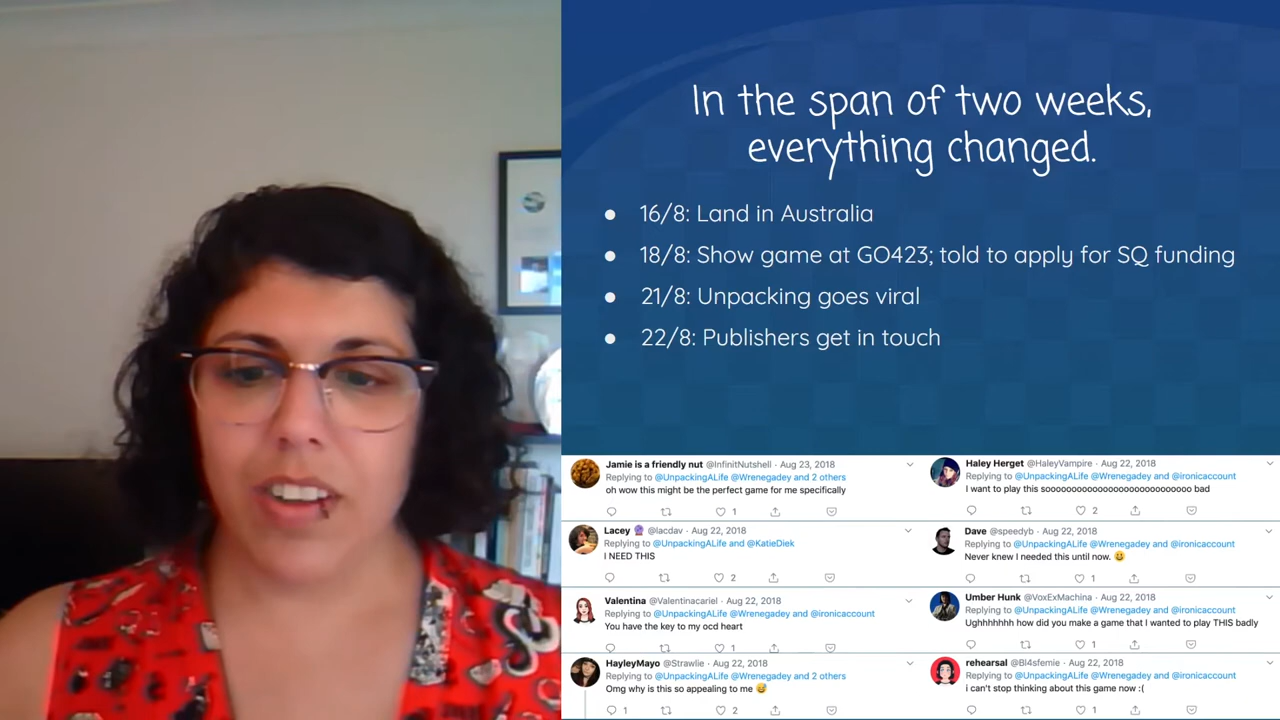 In the span of two weeks,
everything changed.
● 16/8: Land in Australia
● 18/8: Show game at GO423; told to apply for SQ funding
● 21/8: Unpacking goes viral
● 22/8: Publishers get in touch
Jamie is a friendly nut @InfinitNutshell · Aug 23, 2018
Replying to @UnpackingALife @Wrenegadey and 2 others
oh wow this might be the perfect game for me specifically
1
Lacey 🔮 @lacdav · Aug 22, 2018
Replying to @UnpackingALife and @KatieDiek
I NEED THIS
2
Valentina @Valentinacariel · Aug 22, 2018
Replying to @UnpackingALife @Wrenegadey and @ironicaccount
You have the key to my ocd heart
1
HayleyMayo @Strawlie · Aug 22, 2018
Replying to @UnpackingALife @Wrenegadey and 2 others
Omg why is this so appealing to me 😅
1 2
Haley Herget @HaleyVampire · Aug 22, 2018
Replying to @UnpackingALife @Wrenegadey and @ironicaccount
I want to play this soooooooooooooooooooooooooooo bad
2
Dave @speedyb · Aug 22, 2018
Replying to @UnpackingALife @Wrenegadey and @ironicaccount
Never knew I needed this until now. 😃
1
Umber Hunk @VoxExMachina · Aug 22, 2018
Replying to @UnpackingALife @Wrenegadey and @ironicaccount
Ughhhhhhh how did you make a game that I wanted to play THIS badly
1
rehearsal @Bl4sfemie · Aug 22, 2018
Replying to @UnpackingALife @Wrenegadey and @ironicaccount
i can't stop thinking about this game now :(
1